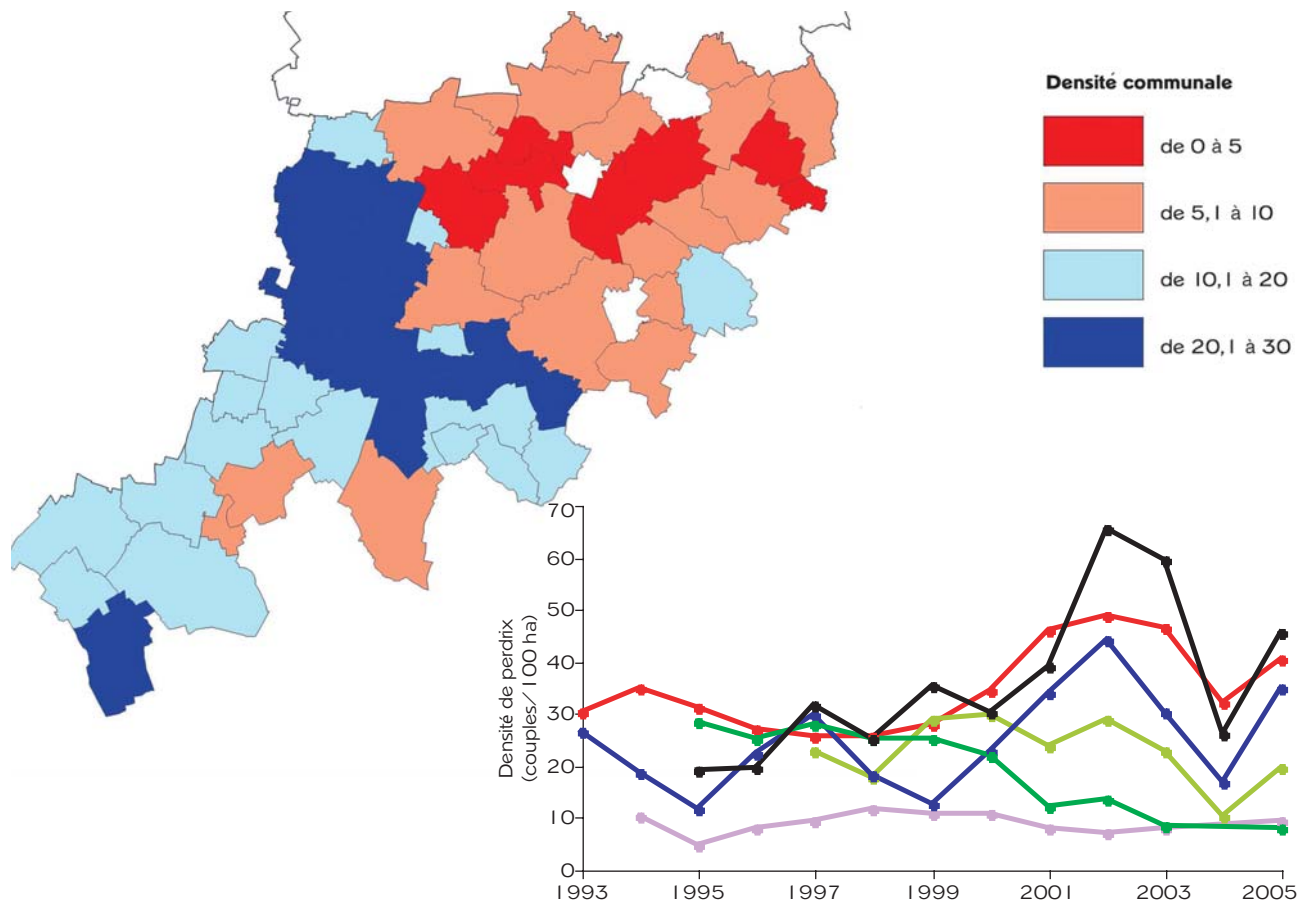 Densité communale
de 0 à 5
de 5,1 à 10
de 10,1 à 20
de 20,1 à 30
Densité de perdrix
(couples/100 ha)
70
60
50
40
30
20
10
0
1993 1995 1997 1999 2001 2003 2005